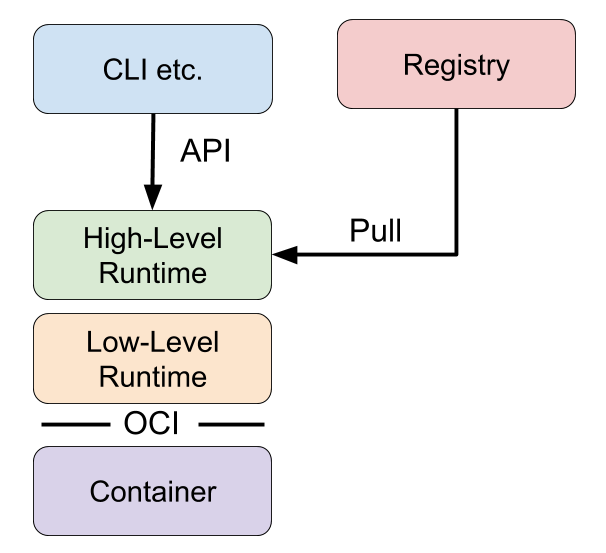 CLI etc.
Registry
API
High-Level
Runtime
Pull
Low-Level
Runtime
OCI
Container